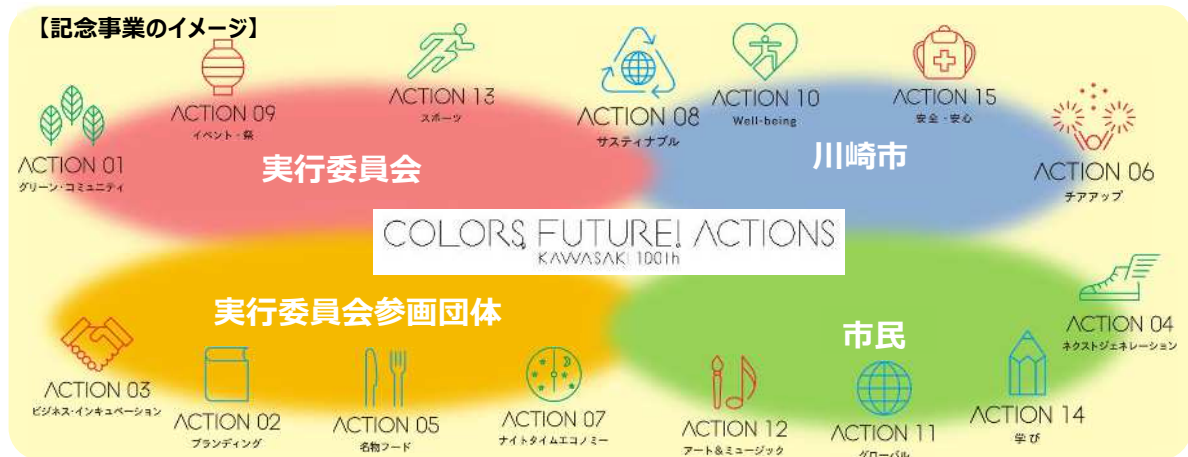 【記念事業のイメージ】
ACTION 01
グリーン・コミュニティ
ACTION 09
イベント・祭
ACTION 13
スポーツ
ACTION 08
サスティナブル
ACTION 10
Well-being
ACTION 15
安全・安心
ACTION 06
チアアップ
実行委員会
川崎市
COLORS, FUTURE! ACTIONS
KAWASAKI 100th
実行委員会参画団体
市民
ACTION 03
ビジネス・インキュベーション
ACTION 02
ブランディング
ACTION 05
名物フード
ACTION 07
ナイトタイムエコノミー
ACTION 12
アート&ミュージック
ACTION 11
グローバル
ACTION 14
学び
ACTION 04
ネクストジェネレーション